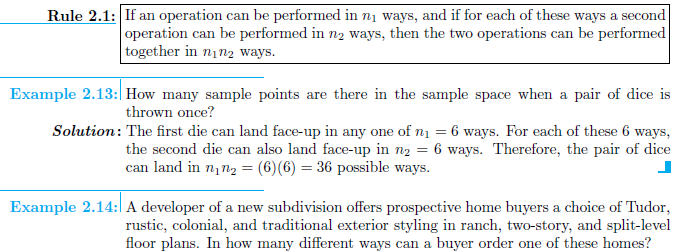 Rule 2.1: If an operation can be performed in n₁ ways, and if for each of these ways a second
operation can be performed in n₂ ways, then the two operations can be performed
together in n₁n₂ ways.
Example 2.13: How many sample points are there in the sample space when a pair of dice is
thrown once?
Solution: The first die can land face-up in any one of n₁ = 6 ways. For each of these 6 ways,
the second die can also land face-up in n₂ = 6 ways. Therefore, the pair of dice
can land in n₁n₂ = (6)(6) = 36 possible ways.
Example 2.14: A developer of a new subdivision offers prospective home buyers a choice of Tudor,
rustic, colonial, and traditional exterior styling in ranch, two-story, and split-level
floor plans. In how many different ways can a buyer order one of these homes?